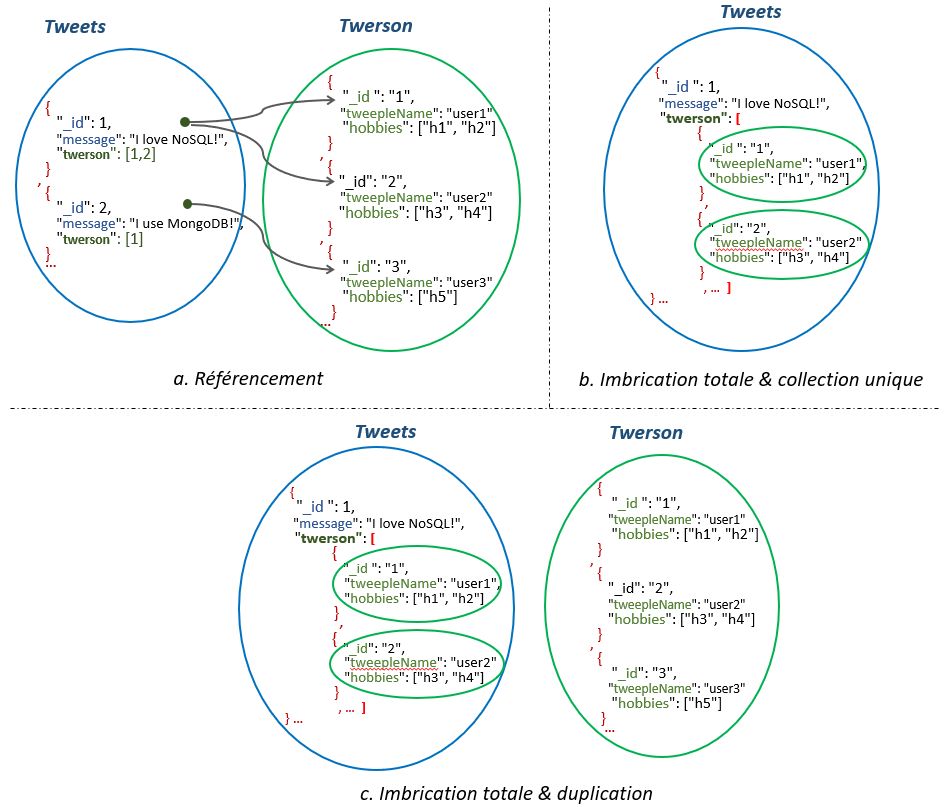 Tweets
{
"_id": 1,
"message": "I love NoSQL!",
"twerson": [1,2]
}
,
{
"_id": 2,
"message": "I use MongoDB!",
"twerson": [1]
}
...
Twerson
{
"_id ": "1",
"tweepleName": "user1"
"hobbies": ["h1", "h2"]
}
,
{
"_id": "2",
"tweepleName": "user2"
"hobbies": ["h3", "h4"]
}
,
{
"_id": "3",
"tweepleName": "user3"
"hobbies": ["h5"]
}
...
a. Référencement
Tweets
{
"_id ": 1,
"message": "I love NoSQL!",
"twerson": [
{
"_id ": "1",
"tweepleName": "user1",
"hobbies": ["h1", "h2"]
}
,
{
"_id": "2",
"tweepleName": "user2"
"hobbies": ["h3", "h4"]
}
, ... ]
} ...
b. Imbrication totale & collection unique
Tweets
{
"_id ": 1,
"message": "I love NoSQL!",
"twerson": [
{
"_id ": "1",
"tweepleName": "user1",
"hobbies": ["h1", "h2"]
}
,
{
"_id": "2",
"tweepleName": "user2"
"hobbies": ["h3", "h4"]
}
, ... ]
} ...
Twerson
{
"_id ": "1"
"tweepleName": "user1"
"hobbies": ["h1", "h2"]
}
,
{
"_id": "2",
"tweepleName": "user2"
"hobbies": ["h3", "h4"]
}
,
{
"_id": "3"
"tweepleName": "user3"
"hobbies": ["h5"]
}
...
c. Imbrication totale & duplication